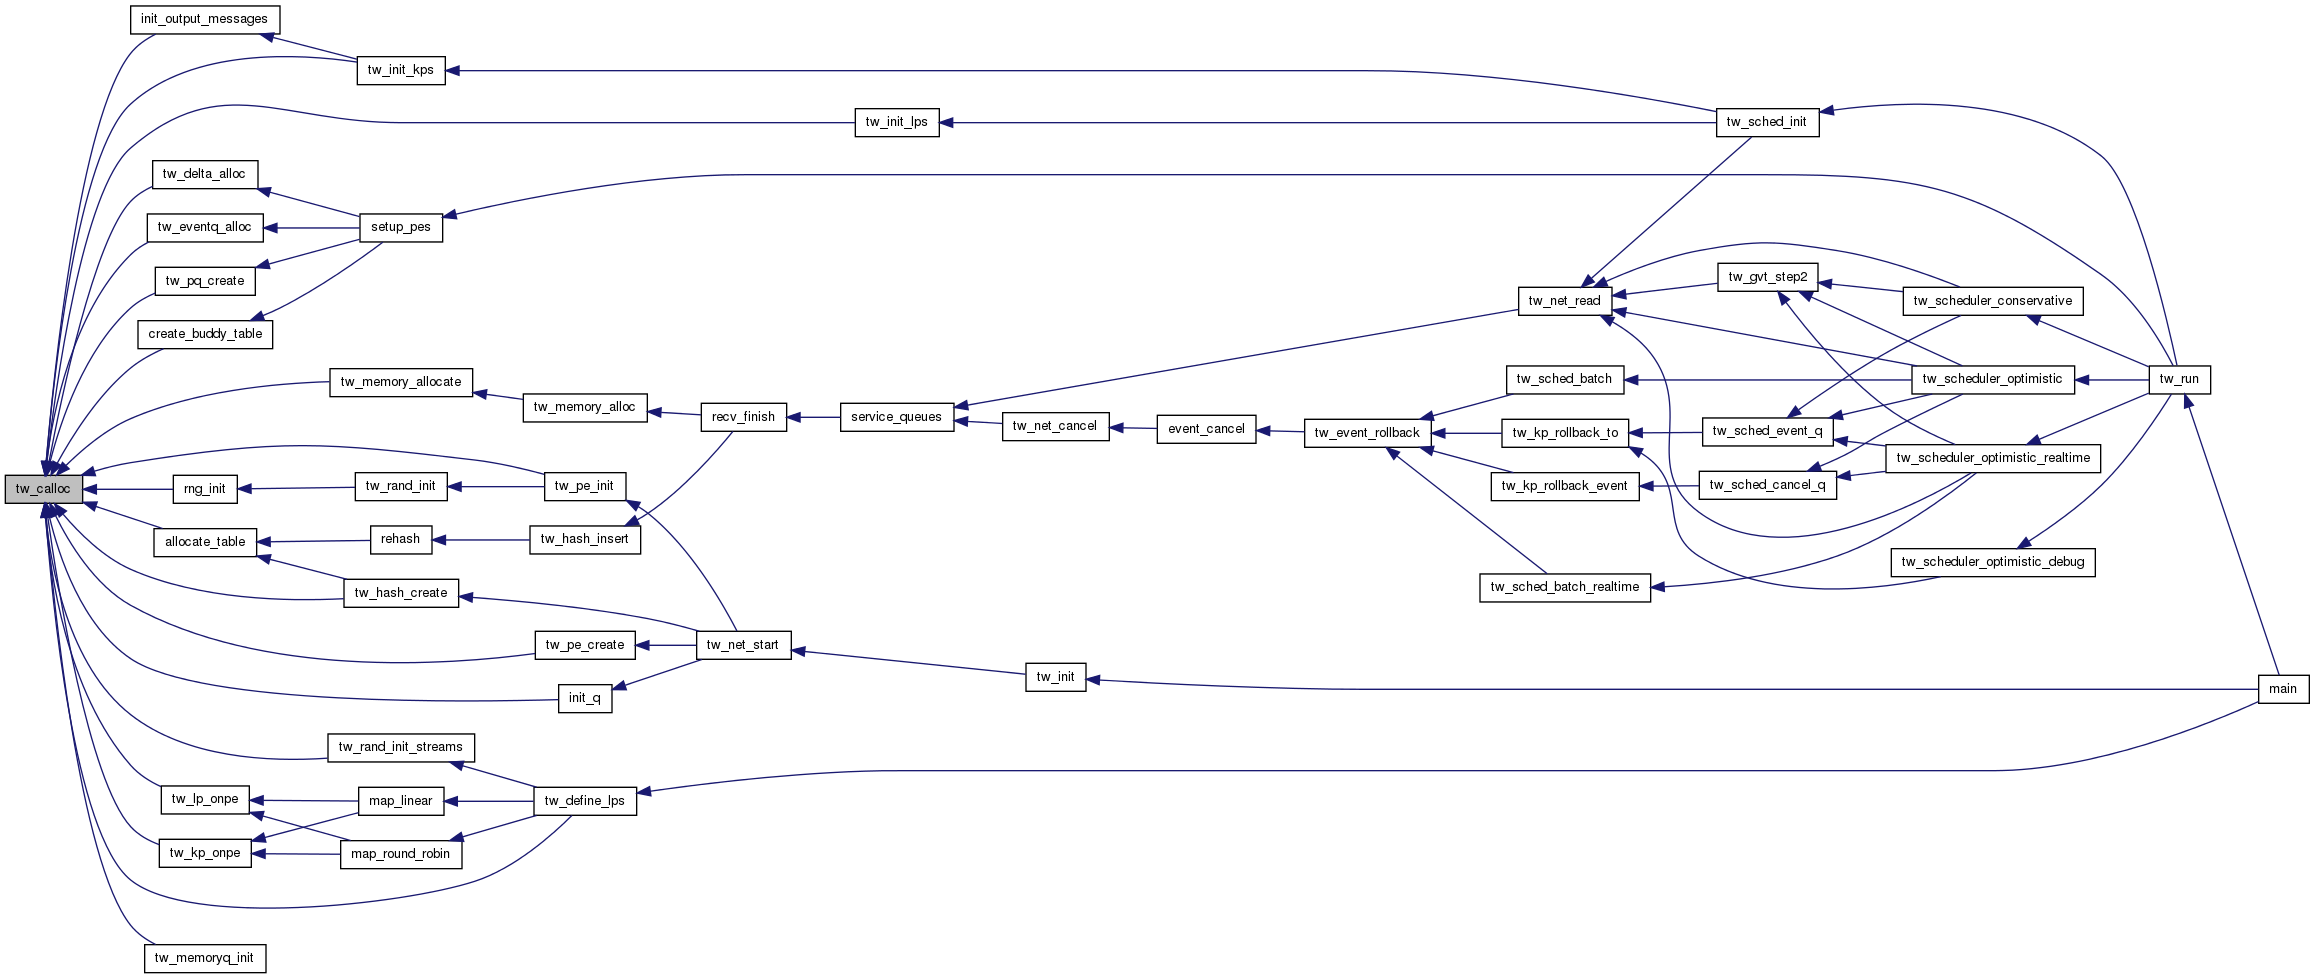 init_output_messages
tw_init_kps
tw_init_lps
tw_sched_init
tw_delta_alloc
tw_eventq_alloc
setup_pes
tw_pq_create
tw_net_read
tw_gvt_step2
tw_scheduler_conservative
create_buddy_table
tw_memory_allocate
tw_memory_alloc
recv_finish
service_queues
tw_net_cancel
event_cancel
tw_event_rollback
tw_sched_batch
tw_kp_rollback_to
tw_sched_event_q
tw_scheduler_optimistic
tw_run
tw_scheduler_optimistic_realtime
tw_kp_rollback_event
tw_sched_cancel_q
tw_calloc
rng_init
tw_rand_init
tw_pe_init
allocate_table
rehash
tw_hash_insert
tw_scheduler_optimistic_debug
tw_sched_batch_realtime
tw_hash_create
tw_pe_create
tw_net_start
tw_init
main
init_q
tw_rand_init_streams
tw_lp_onpe
map_linear
tw_define_lps
tw_kp_onpe
map_round_robin
tw_memoryq_init